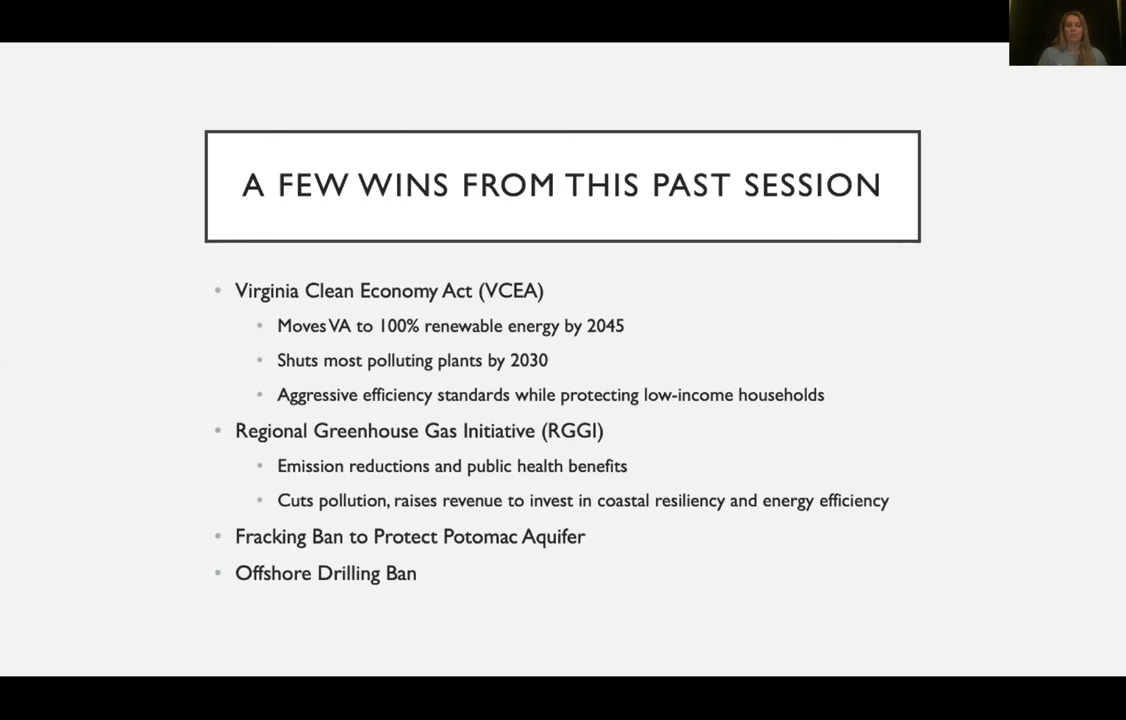 A FEW WINS FROM THIS PAST SESSION
• Virginia Clean Economy Act (VCEA)
• Moves VA to 100% renewable energy by 2045
• Shuts most polluting plants by 2030
• Aggressive efficiency standards while protecting low-income households
• Regional Greenhouse Gas Initiative (RGGI)
• Emission reductions and public health benefits
• Cuts pollution, raises revenue to invest in coastal resiliency and energy efficiency
• Fracking Ban to Protect Potomac Aquifer
• Offshore Drilling Ban